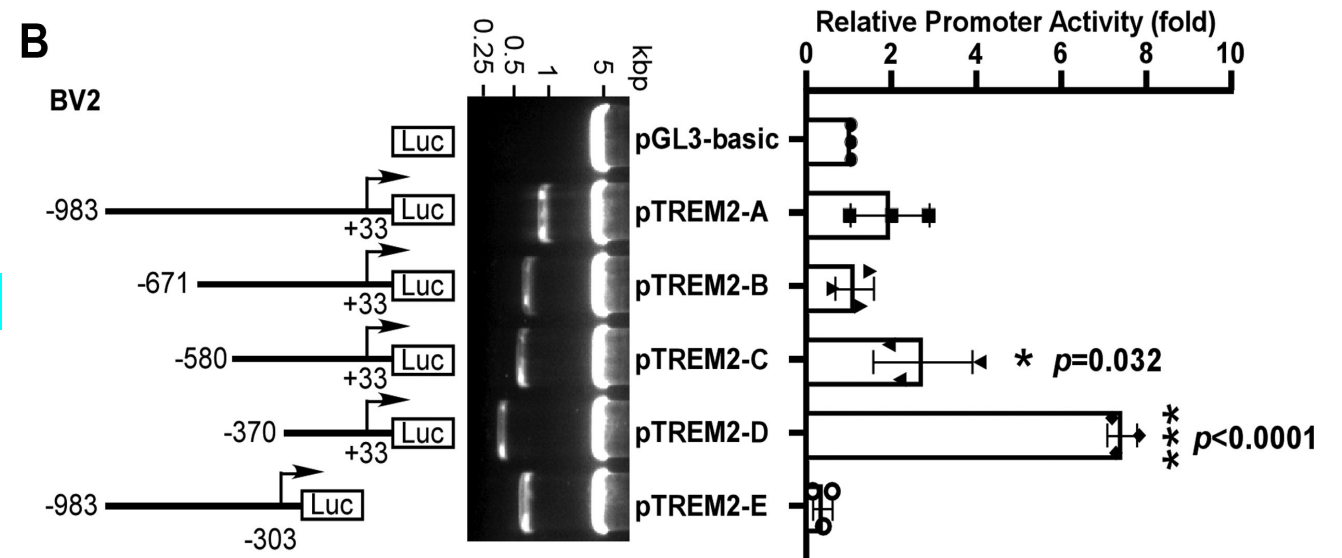 B
BV2
0.25 0.5 1 5 kbp
Relative Promoter Activity (fold)
0 2 4 6 8 10
Luc pGL3-basic
-983 +33 Luc pTREM2-A
-671 +33 Luc pTREM2-B
-580 +33 Luc pTREM2-C * p=0.032
-370 +33 Luc pTREM2-D *** p<0.0001
-983 -303 Luc pTREM2-E